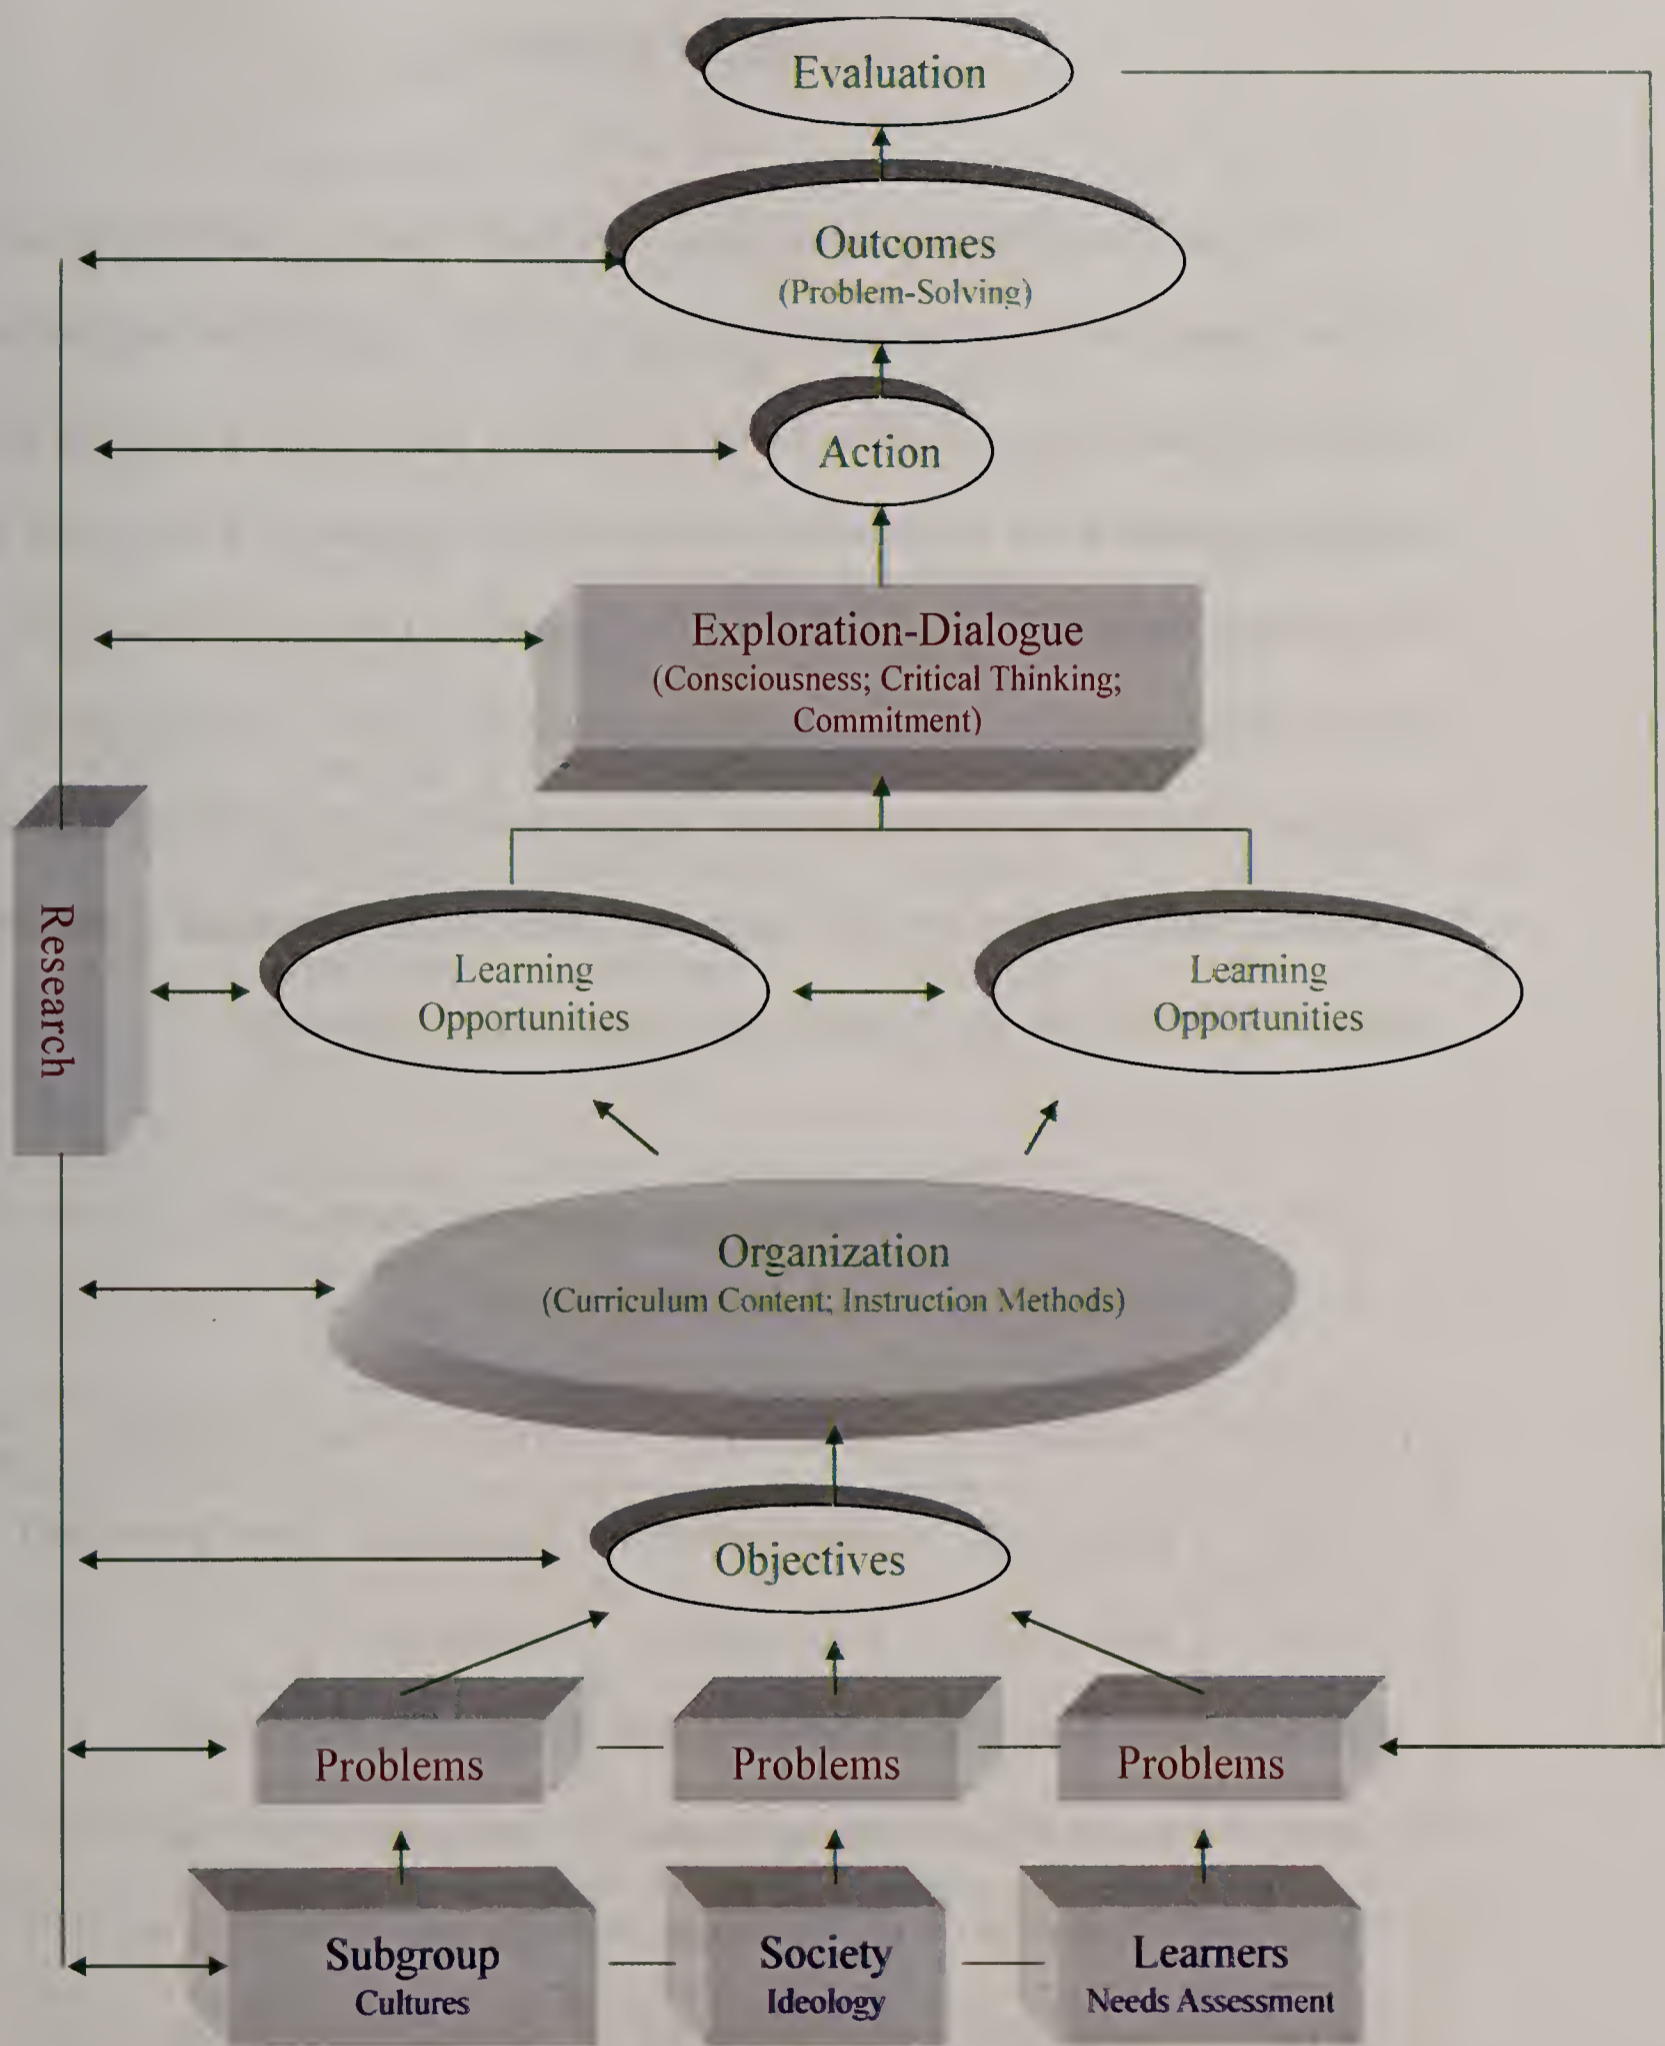 Evaluation
Outcomes
(Problem-Solving)
Action
Exploration-Dialogue
(Consciousness; Critical Thinking;
Commitment)
Research
Learning
Opportunities
Learning
Opportunities
Organization
(Curriculum Content; Instruction Methods)
Objectives
Problems
Problems
Problems
Subgroup
Cultures
Society
Ideology
Learners
Needs Assessment